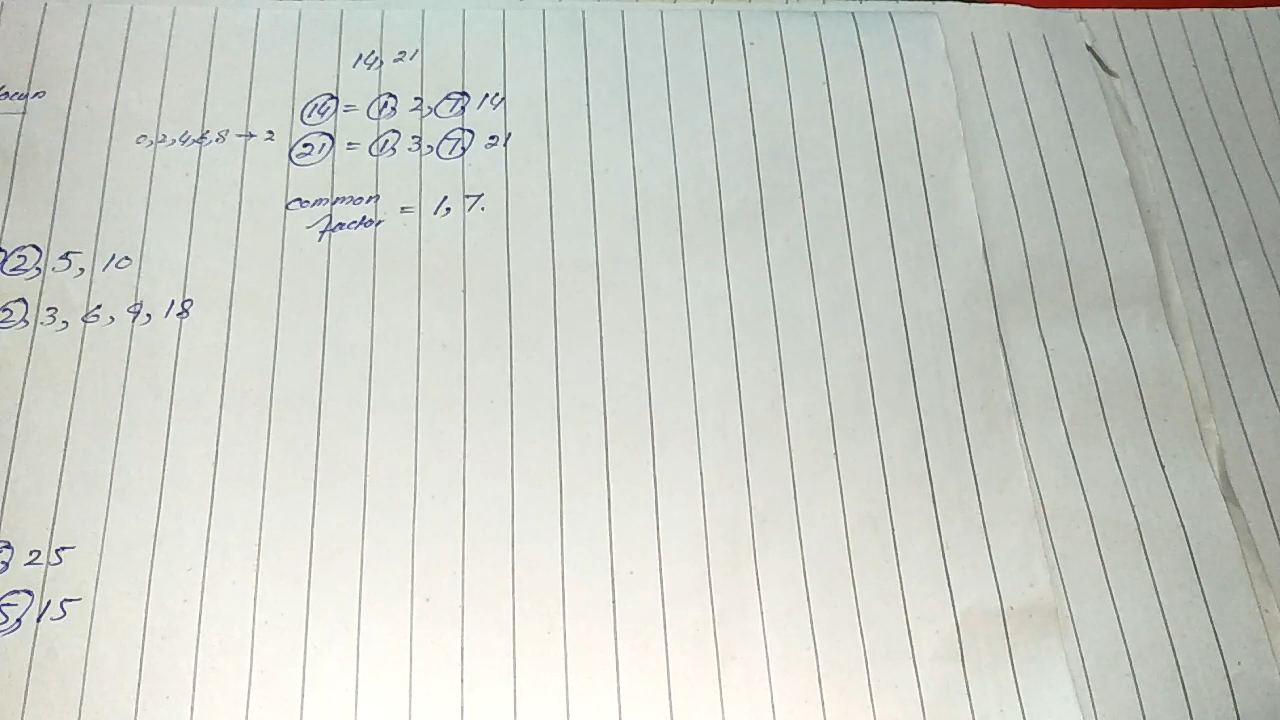 14, 21
14 = 1, 2, 7, 14
0,2,4,6,8 → 2
21 = 1, 3, 7, 21
common
factor = 1, 7.
2, 5, 10
2, 3, 6, 9, 18
25
5, 15